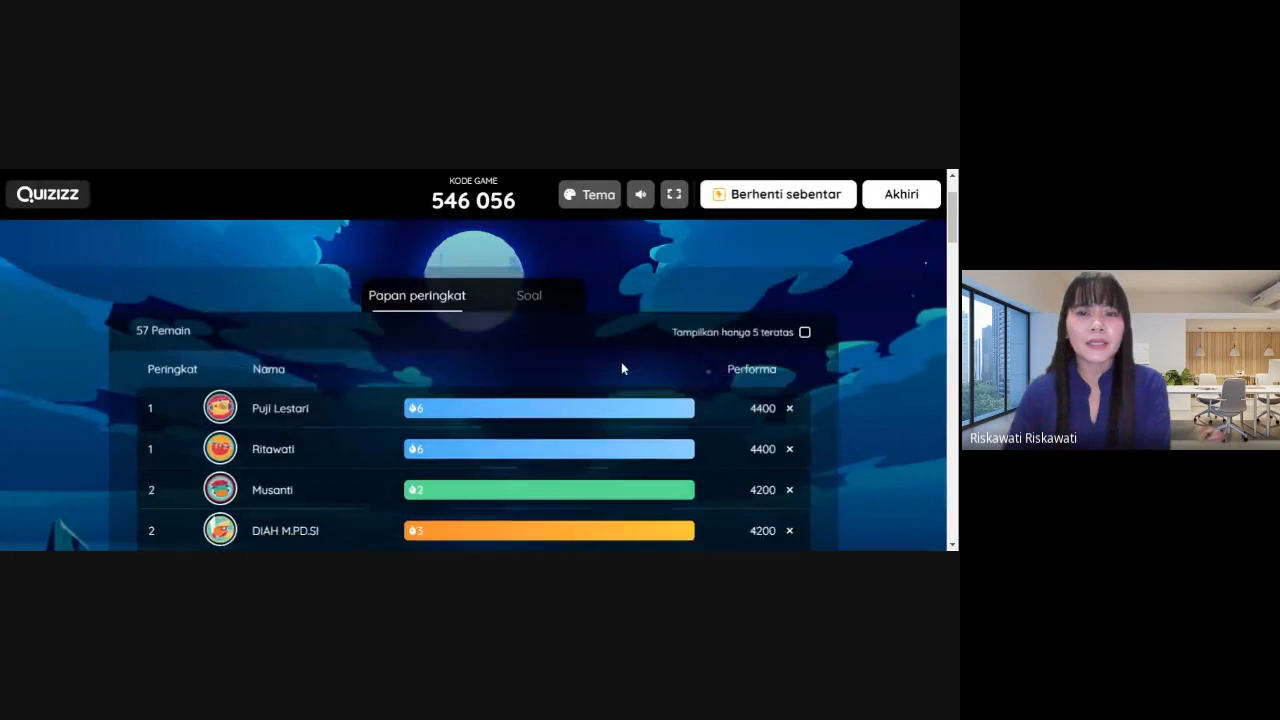 QUIZIZZ
KODE GAME
546 056
Tema
Berhenti sebentar
Akhiri
Papan peringkat Soal
57 Pemain
Tampilkan hanya 5 teratas
Peringkat Nama Performa
1 Puji Lestari 6 4400 ×
1 Ritawati 6 4400 ×
2 Musanti 2 4200 ×
2 DIAH M.PD.SI 3 4200 ×
Riskawati Riskawati